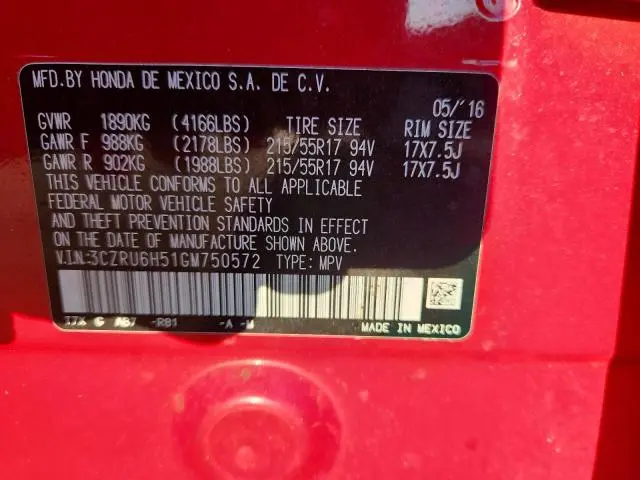 MFD.BY HONDA DE MEXICO S.A. DE C.V.
05/'16
GVWR 1890KG (4166LBS) TIRE SIZE RIM SIZE
GAWR F 988KG (2178LBS) 215/55R17 94V 17X7.5J
GAWR R 902KG (1988LBS) 215/55R17 94V 17X7.5J
THIS VEHICLE CONFORMS TO ALL APPLICABLE
FEDERAL MOTOR VEHICLE SAFETY
AND THEFT PREVENTION STANDARDS IN EFFECT
ON THE DATE OF MANUFACTURE SHOWN ABOVE.
V.I.N:3CZRU6H51GM750572 TYPE: MPV
-RB1 -A
MADE IN MEXICO